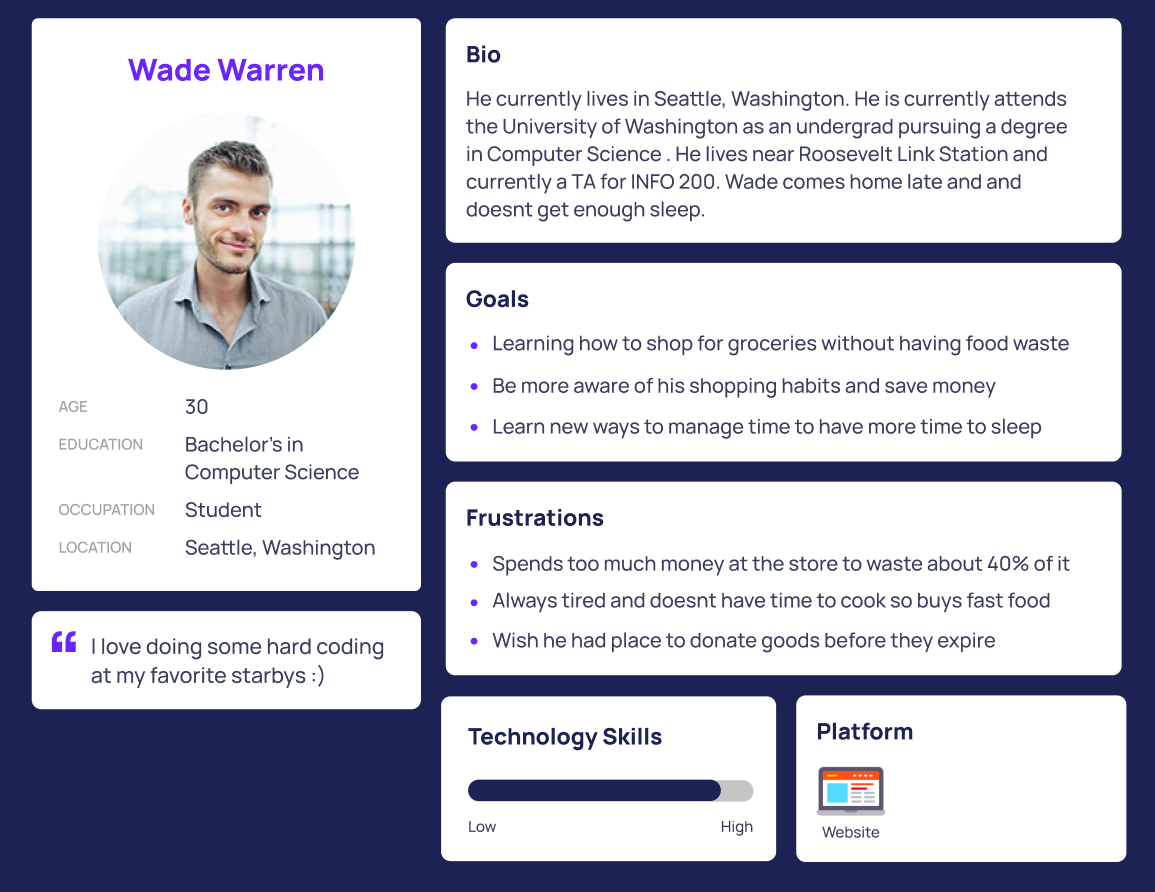 Wade Warren
AGE 30
EDUCATION Bachelor's in
Computer Science
OCCUPATION Student
LOCATION Seattle, Washington
“ I love doing some hard coding
at my favorite starbys :)
Bio
He currently lives in Seattle, Washington. He is currently attends
the University of Washington as an undergrad pursuing a degree
in Computer Science . He lives near Roosevelt Link Station and
currently a TA for INFO 200. Wade comes home late and and
doesnt get enough sleep.
Goals
• Learning how to shop for groceries without having food waste
• Be more aware of his shopping habits and save money
• Learn new ways to manage time to have more time to sleep
Frustrations
• Spends too much money at the store to waste about 40% of it
• Always tired and doesnt have time to cook so buys fast food
• Wish he had place to donate goods before they expire
Technology Skills
Low High
Platform
Website